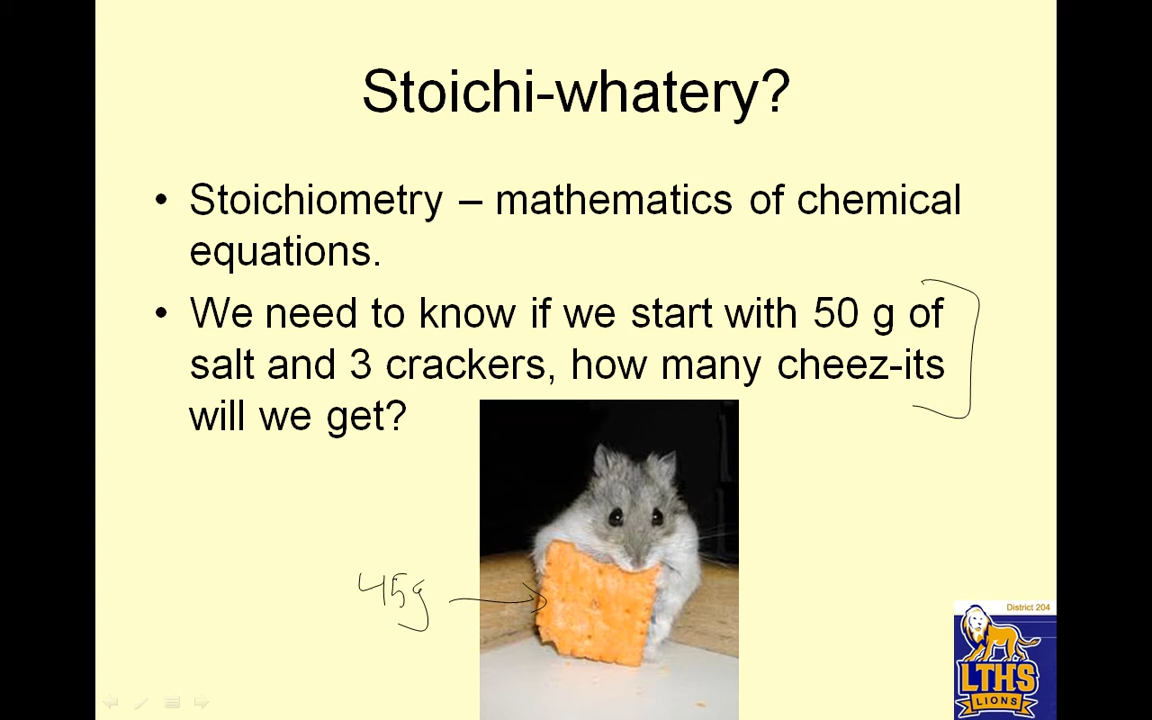 Stoichi-whatery?
• Stoichiometry – mathematics of chemical
equations.
• We need to know if we start with 50 g of
salt and 3 crackers, how many cheez-its
will we get?
45g
District 204
LTHS
LIONS